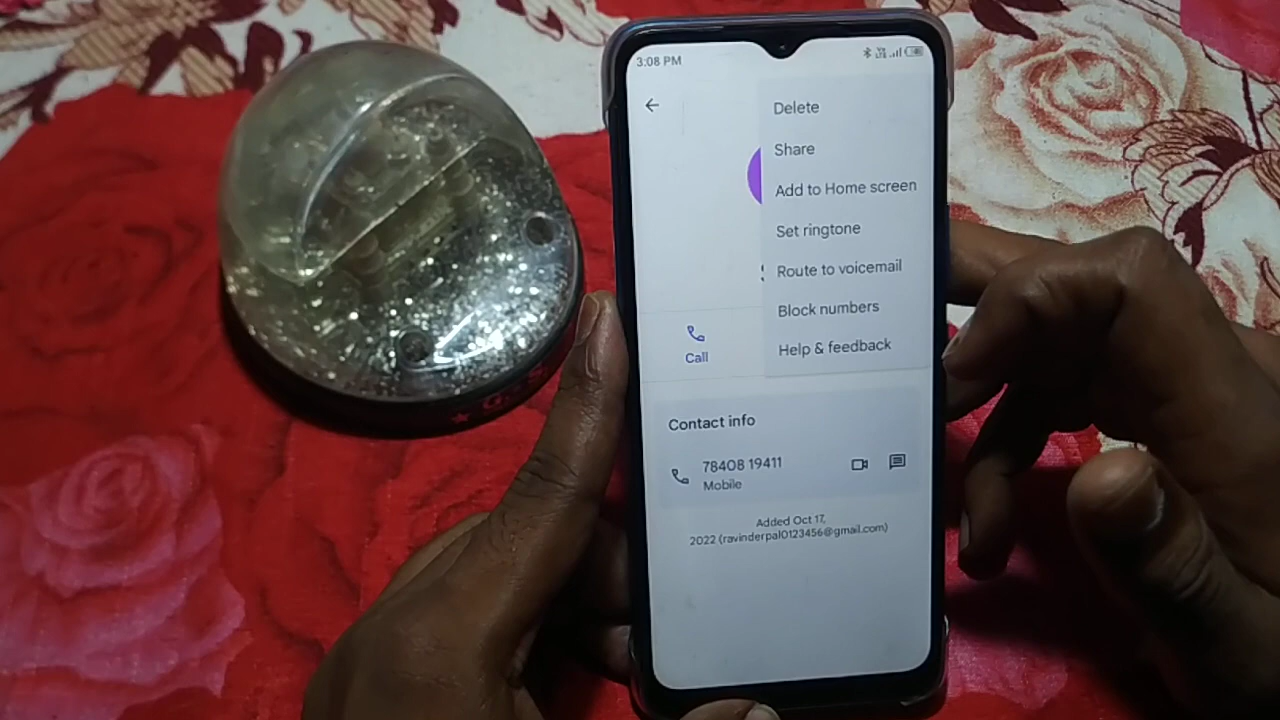 3:08 PM
Delete
Share
Add to Home screen
Set ringtone
Route to voicemail
Block numbers
Help & feedback
Call
Contact info
78408 19411
Mobile
Added Oct 17,
2022 (ravinderpal0123456@gmail.com)